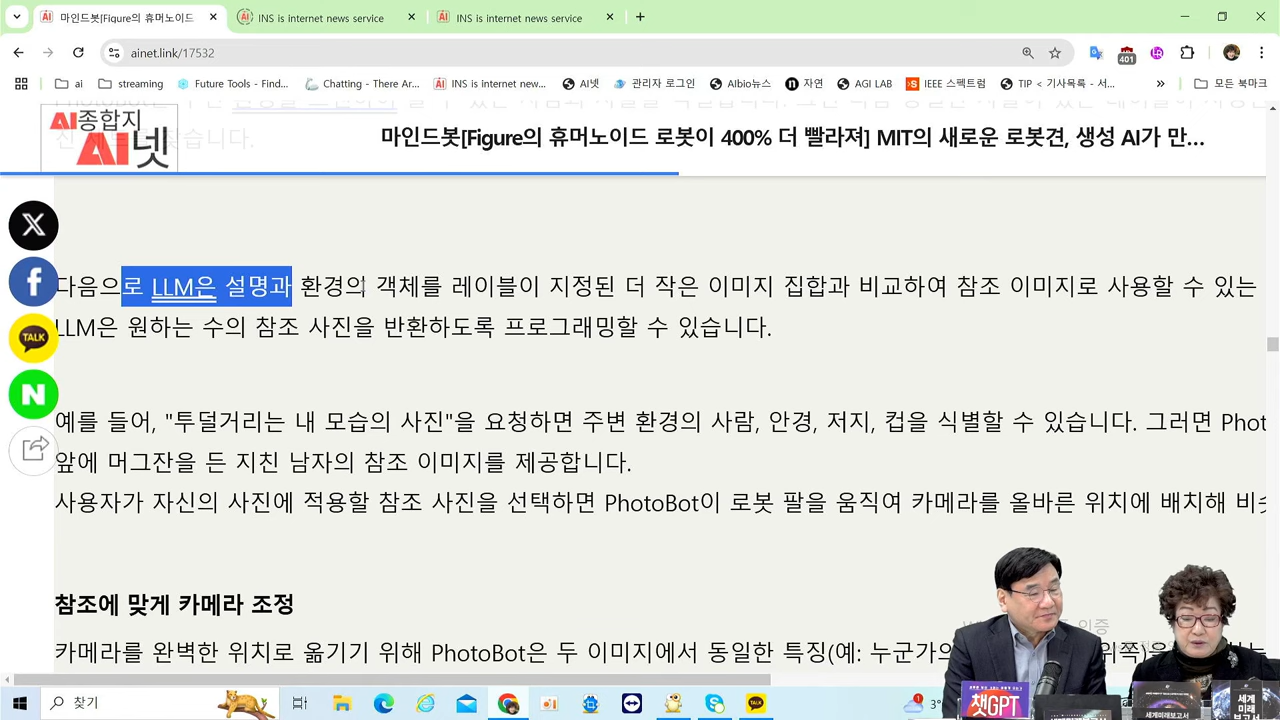 마인드봇[Figure의 휴머노이드
INS is internet news service
INS is internet news service
ainet.link/17532
401
ai
streaming
Future Tools - Find...
Chatting - There Ar...
INS is internet new...
AI넷
관리자 로그인
AIbio뉴스
자연
AGI LAB
IEEE 스펙트럼
TIP < 기사목록 - 서...
모든 북마크
AI종합지
AI넷
마인드봇[Figure의 휴머노이드 로봇이 400% 더 빨라져] MIT의 새로운 로봇견, 생성 AI가 만...
다음으로 LLM은 설명과 환경의 객체를 레이블이 지정된 더 작은 이미지 집합과 비교하여 참조 이미지로 사용할 수 있는
LLM은 원하는 수의 참조 사진을 반환하도록 프로그래밍할 수 있습니다.
예를 들어, "투덜거리는 내 모습의 사진"을 요청하면 주변 환경의 사람, 안경, 저지, 컵을 식별할 수 있습니다. 그러면 Phot
앞에 머그잔을 든 지친 남자의 참조 이미지를 제공합니다.
사용자가 자신의 사진에 적용할 참조 사진을 선택하면 PhotoBot이 로봇 팔을 움직여 카메라를 올바른 위치에 배치해 비슷
참조에 맞게 카메라 조정
카메라를 완벽한 위치로 옮기기 위해 PhotoBot은 두 이미지에서 동일한 특징(예: 누군가의
TALK
N
찾기
TALK
3°
챗GPT
세계미래보고서
세계
미래
보고서